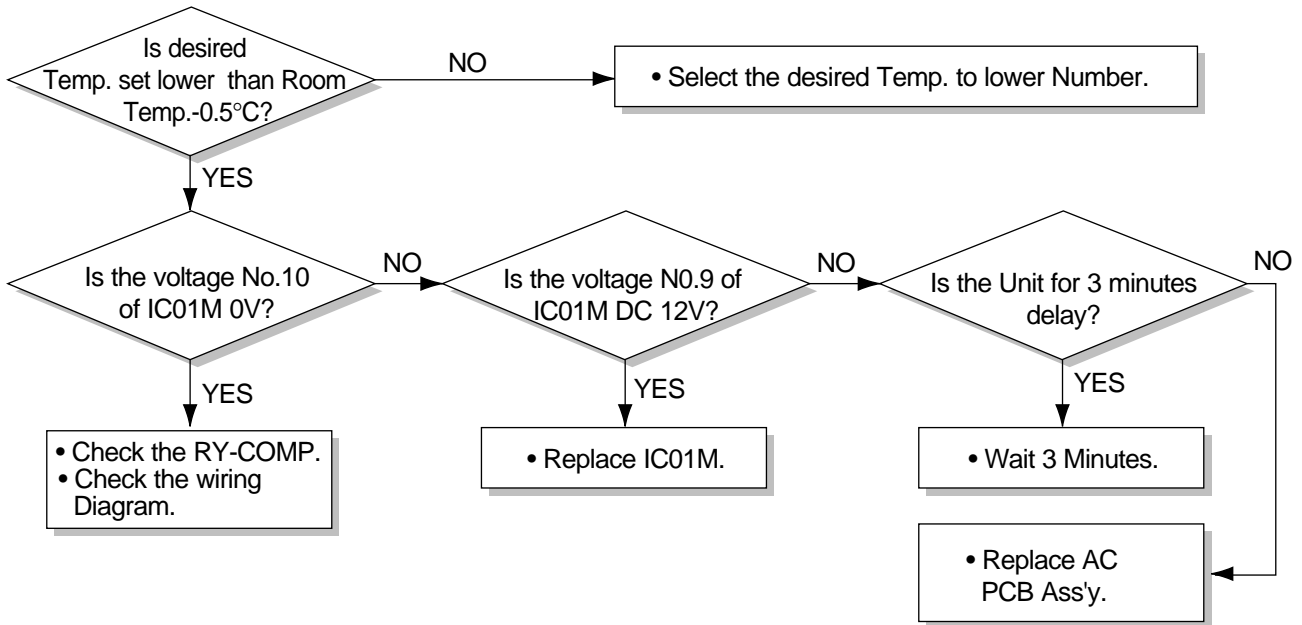 Is desired
Temp. set lower than Room
Temp.-0.5°C?
NO
• Select the desired Temp. to lower Number.
YES
Is the voltage No.10
of IC01M 0V?
NO
Is the voltage N0.9 of
IC01M DC 12V?
NO
Is the Unit for 3 minutes
delay?
NO
YES
YES
YES
• Check the RY-COMP.
• Check the wiring
Diagram.
• Replace IC01M.
• Wait 3 Minutes.
• Replace AC
PCB Ass'y.